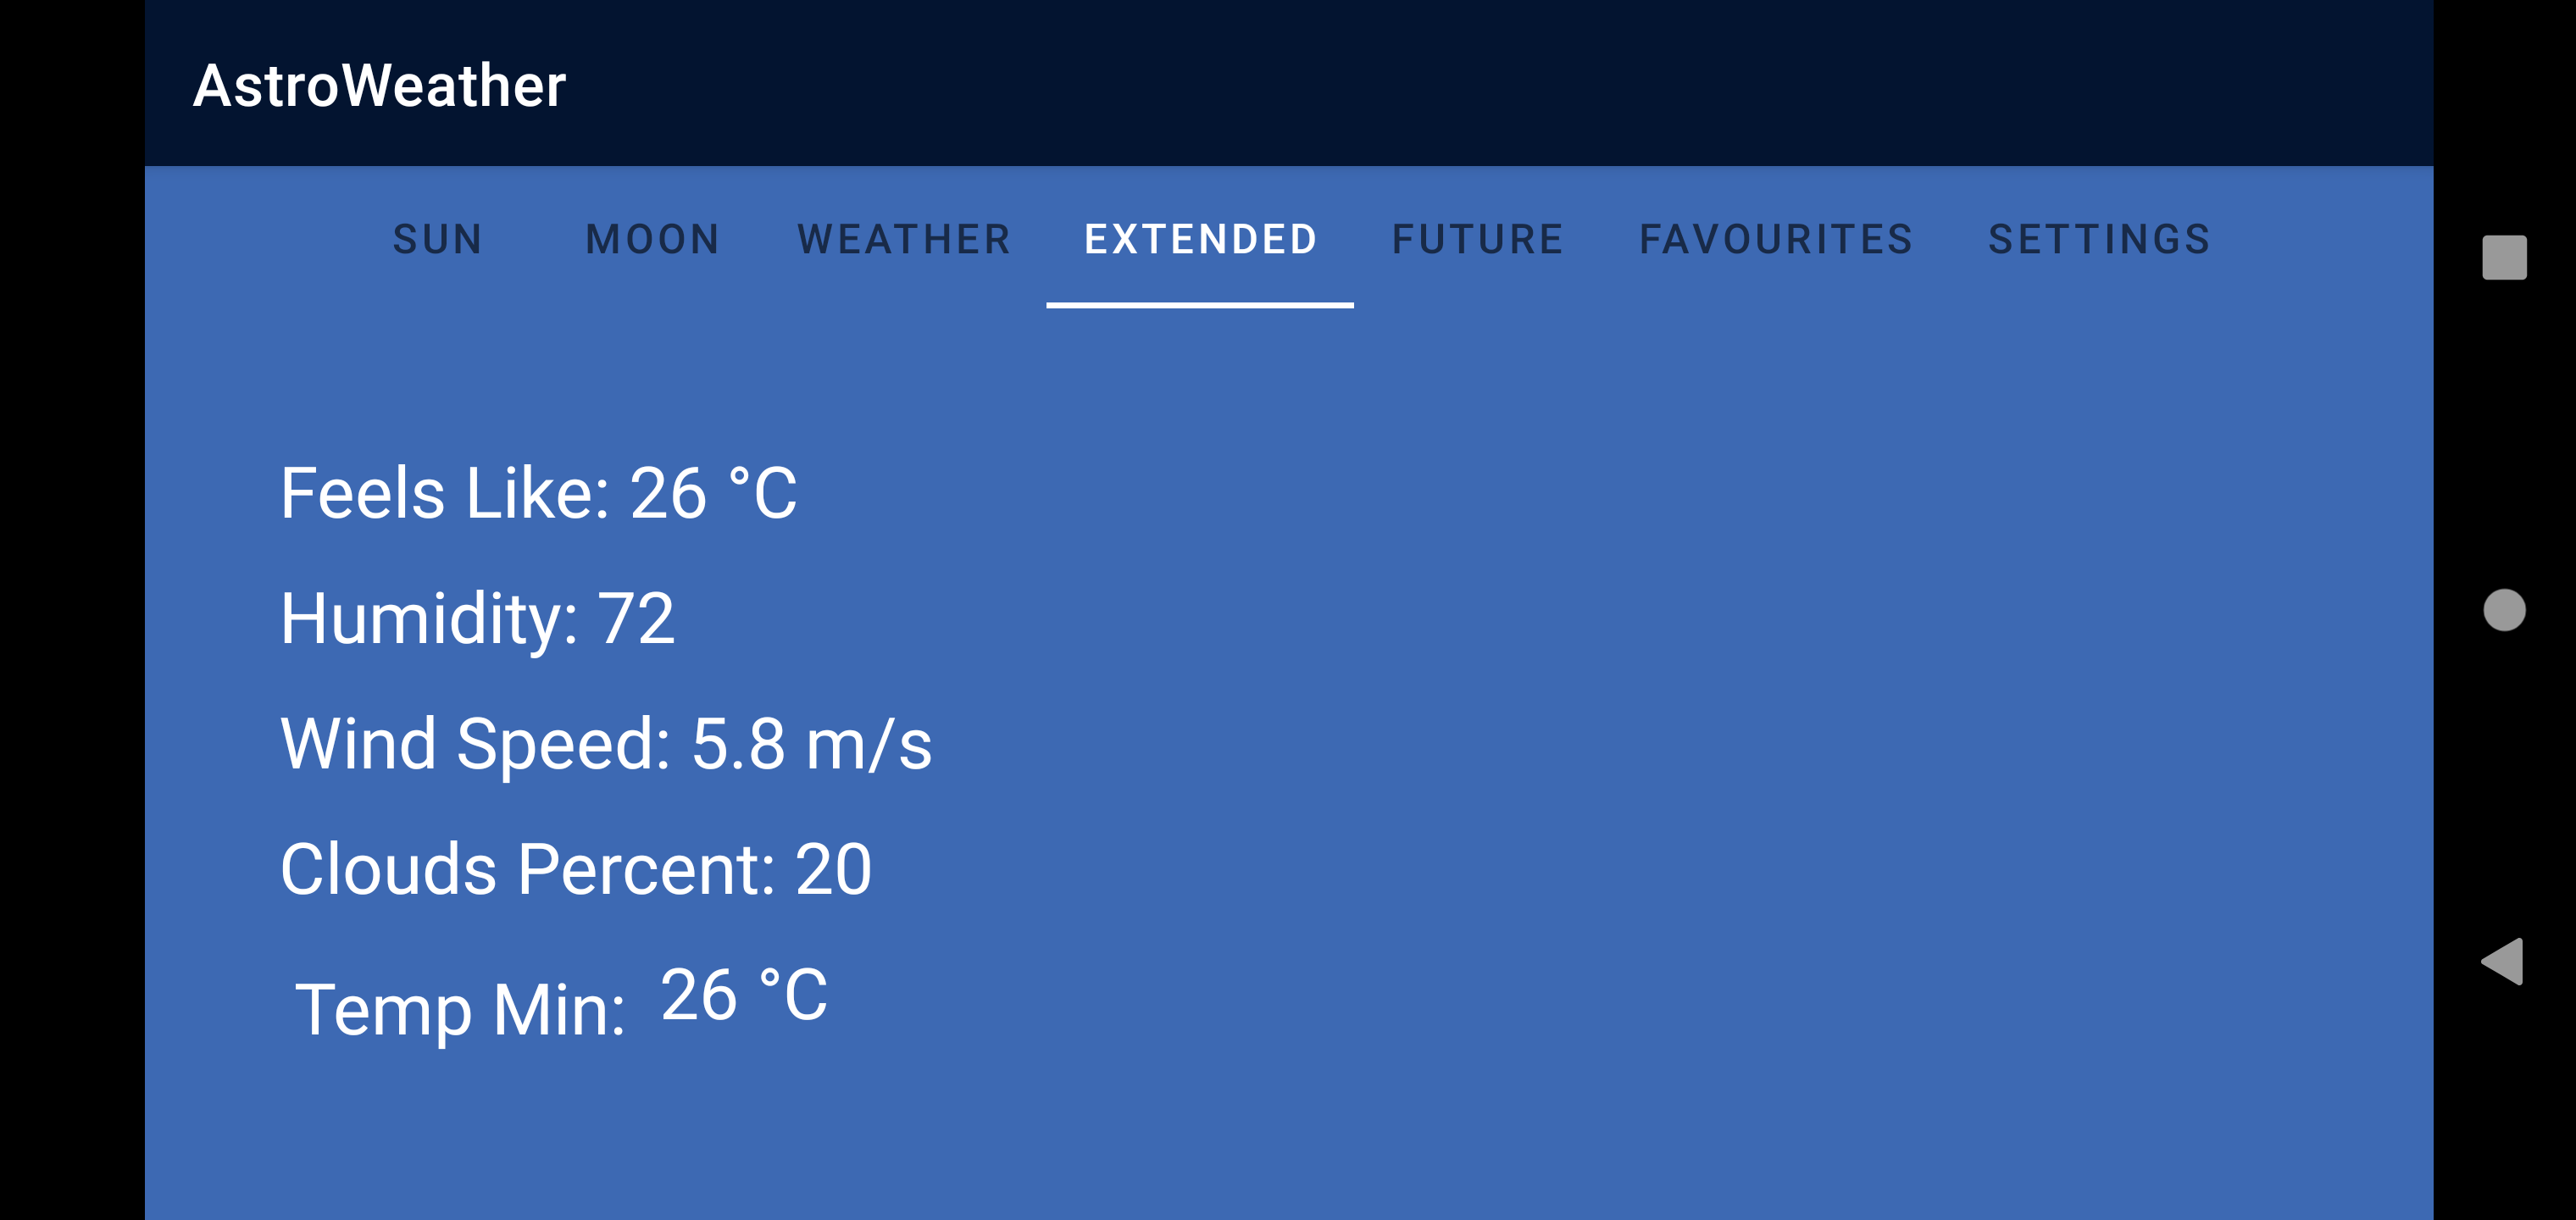 AstroWeather
SUN MOON WEATHER EXTENDED FUTURE FAVOURITES SETTINGS
Feels Like: 26 °C
Humidity: 72
Wind Speed: 5.8 m/s
Clouds Percent: 20
Temp Min: 26 °C